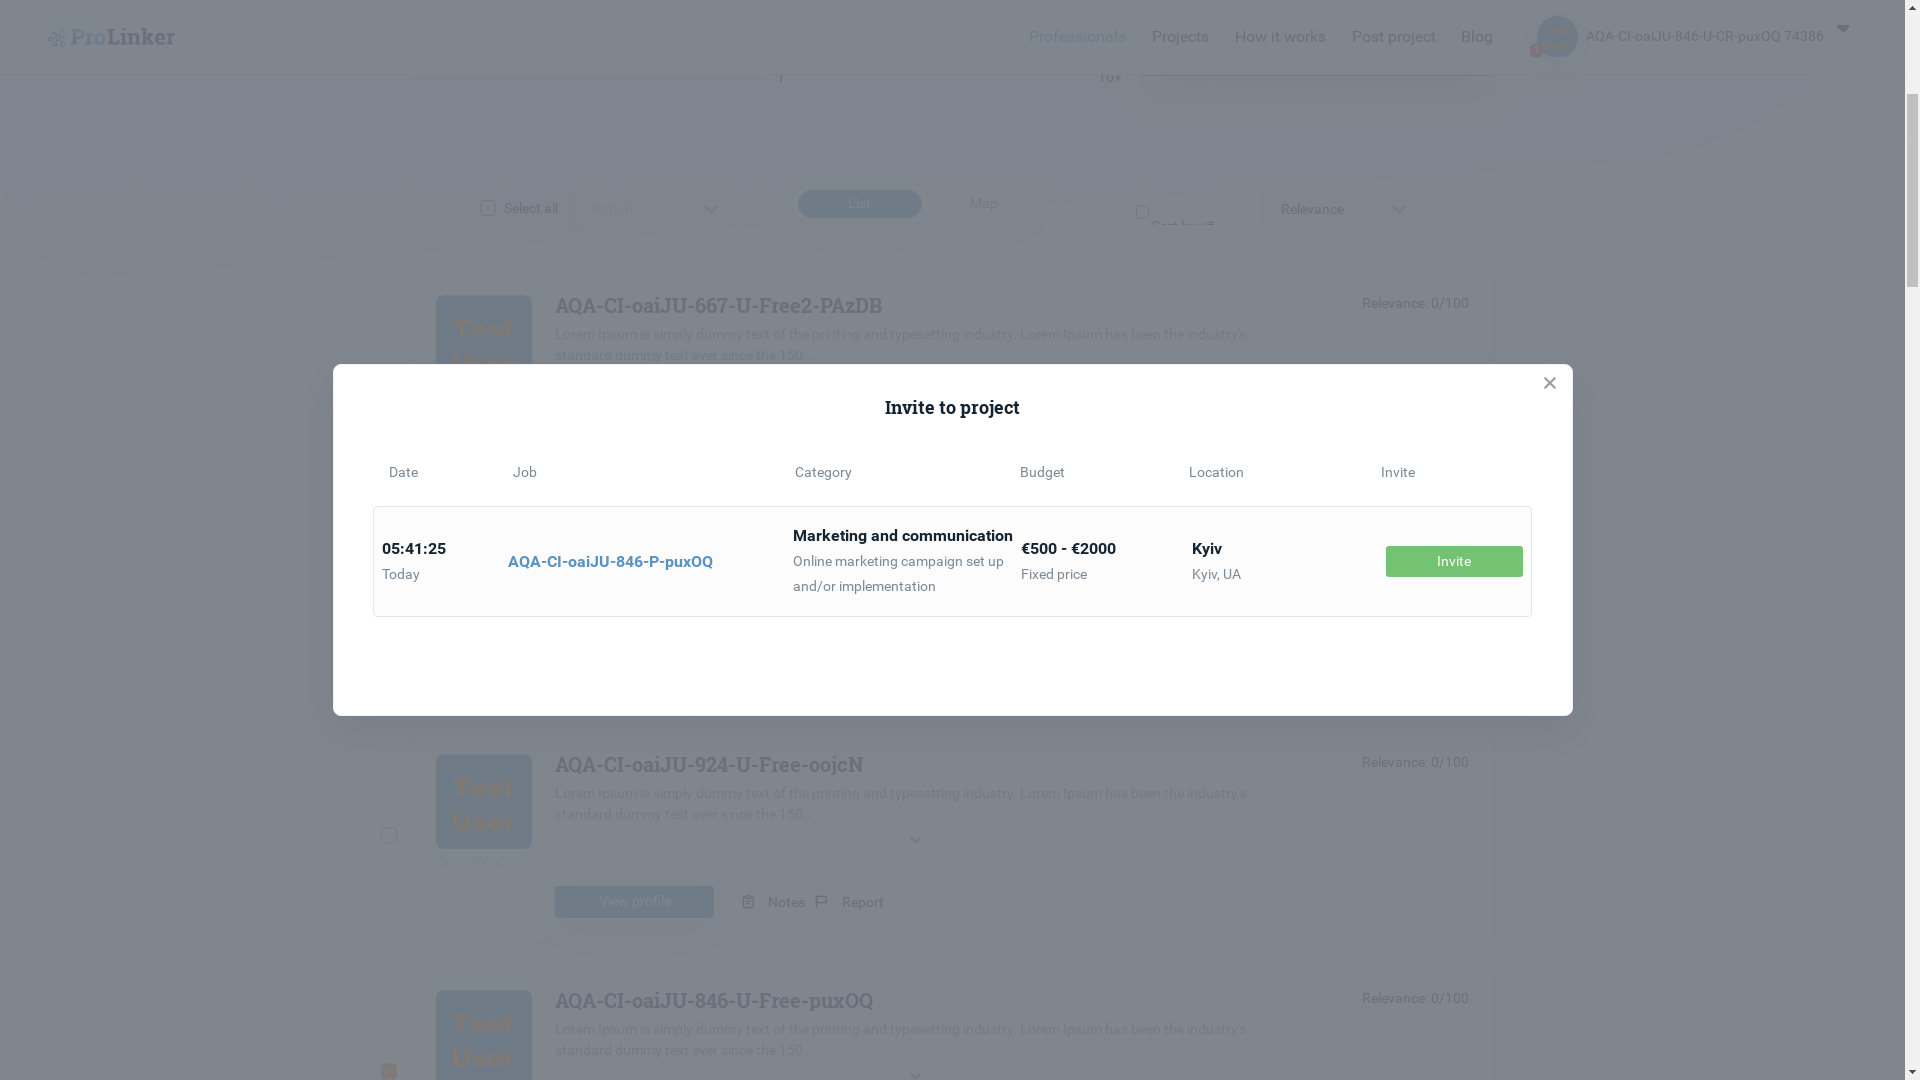 ProLinker
Professionals Projects How it works Post project Blog
1
AQA-CI-oaiJU-846-U-CR-puxOQ 74386
1 10+
Select all Action List Map Relevance
AQA-CI-oaiJU-667-U-Free2-PAzDB
Relevance: 0/100
Lorem Ipsum is simply dummy text of the printing and typesetting industry. Lorem Ipsum has been the industry's
standard dummy text ever since the 150...
Test
Invite to project
Date Job Category Budget Location Invite
05:41:25
Today
AQA-CI-oaiJU-846-P-puxOQ
Marketing and communication
Online marketing campaign set up
and/or implementation
€500 - €2000
Fixed price
Kyiv
Kyiv, UA
Invite
AQA-CI-oaiJU-924-U-Free-oojcN
Relevance: 0/100
Lorem Ipsum is simply dummy text of the printing and typesetting industry. Lorem Ipsum has been the industry's
standard dummy text ever since the 150...
Test
User
View profile Notes Report
AQA-CI-oaiJU-846-U-Free-puxOQ
Relevance: 0/100
Lorem Ipsum is simply dummy text of the printing and typesetting industry. Lorem Ipsum has been the industry's
standard dummy text ever since the 150...
Test
User